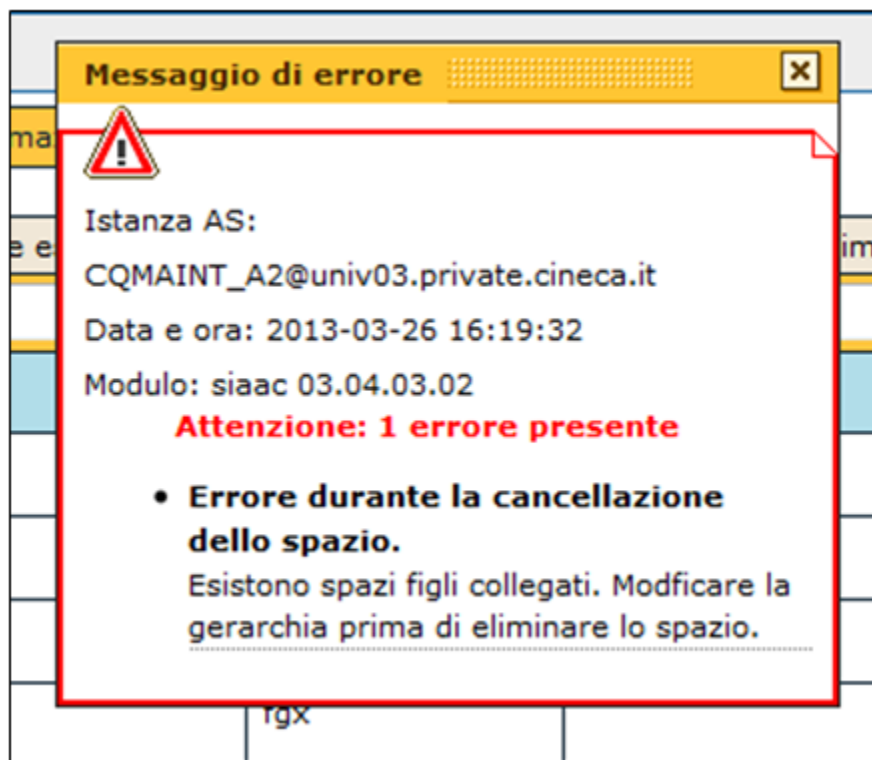 Messaggio di errore
ma
Istanza AS:
e e
im
CQMAINT_A2@univ03.private.cineca.it
Data e ora: 2013-03-26 16:19:32
Modulo: siaac 03.04.03.02
Attenzione: 1 errore presente
• Errore durante la cancellazione
dello spazio.
Esistono spazi figli collegati. Modficare la
gerarchia prima di eliminare lo spazio.
rgx